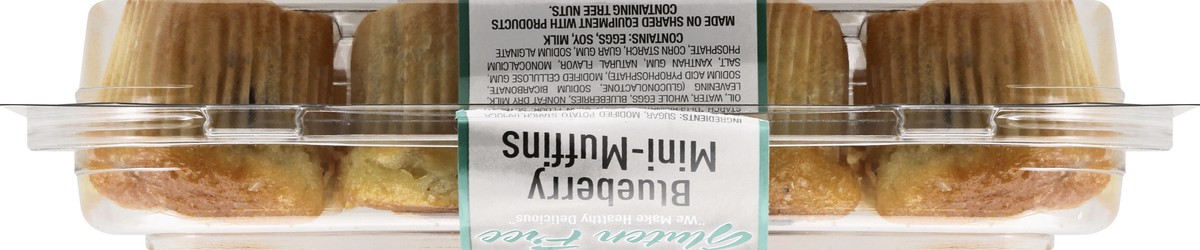 Gluten Free
"We Make Healthy Delicious"
Blueberry
Mini-Muffins
INGREDIENTS: SUGAR, MODIFIED POTATO STARCH, TAPIOCA
OIL, WATER, WHOLE EGGS, BLUEBERRIES, NONFAT DRY MILK,
LEAVENING (GLUCONOLACTONE, SODIUM BICARBONATE,
SODIUM ACID PYROPHOSPHATE), MODIFIED CELLULOSE GUM
SALT, XANTHAN GUM, NATURAL FLAVOR, MONOCALCIUM
PHOSPHATE, CORN STARCH, GUAR GUM, SODIUM ALGINATE
CONTAINS: EGGS, SOY, MILK
MADE ON SHARED EQUIPMENT WITH PRODUCTS
CONTAINING TREE NUTS.